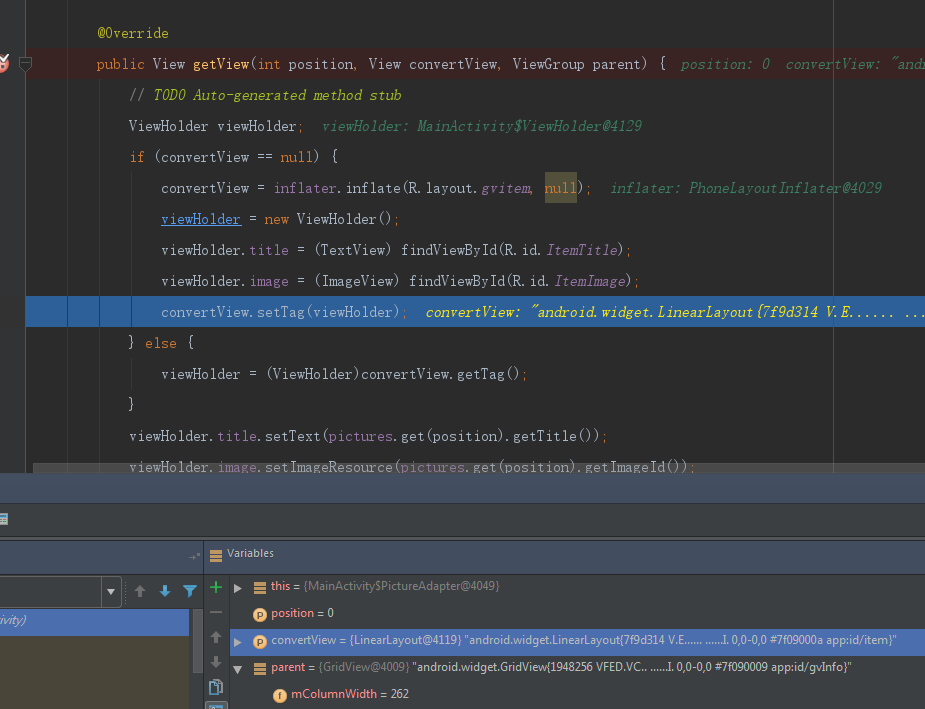 @Override
public View getView(int position, View convertView, ViewGroup parent) { position: 0 convertView: "andr
// TODO Auto-generated method stub
ViewHolder viewHolder; viewHolder: MainActivity$ViewHolder@4129
if (convertView == null) {
convertView = inflater.inflate(R.layout.gvitem, null); inflater: PhoneLayoutInflater@4029
viewHolder = new ViewHolder();
viewHolder.title = (TextView) findViewById(R.id.ItemTitle);
viewHolder.image = (ImageView) findViewById(R.id.ItemImage);
convertView.setTag(viewHolder); convertView: "android.widget.LinearLayout{7f9d314 V.E...... ...
} else {
viewHolder = (ViewHolder)convertView.getTag();
}
viewHolder.title.setText(pictures.get(position).getTitle());
viewHolder.image.setImageResource(pictures.get(position).getImageId());
Variables
this = {MainActivity$PictureAdapter@4049}
position = 0
ivity)
convertView = {LinearLayout@4119} "android.widget.LinearLayout{7f9d314 V.E...... ......I. 0,0-0,0 #7f09000a app:id/item}"
parent = {GridView@4009} "android.widget.GridView{1948256 VFED.VC.. ......I. 0,0-0,0 #7f090009 app:id/gvInfo}"
mColumnWidth = 262